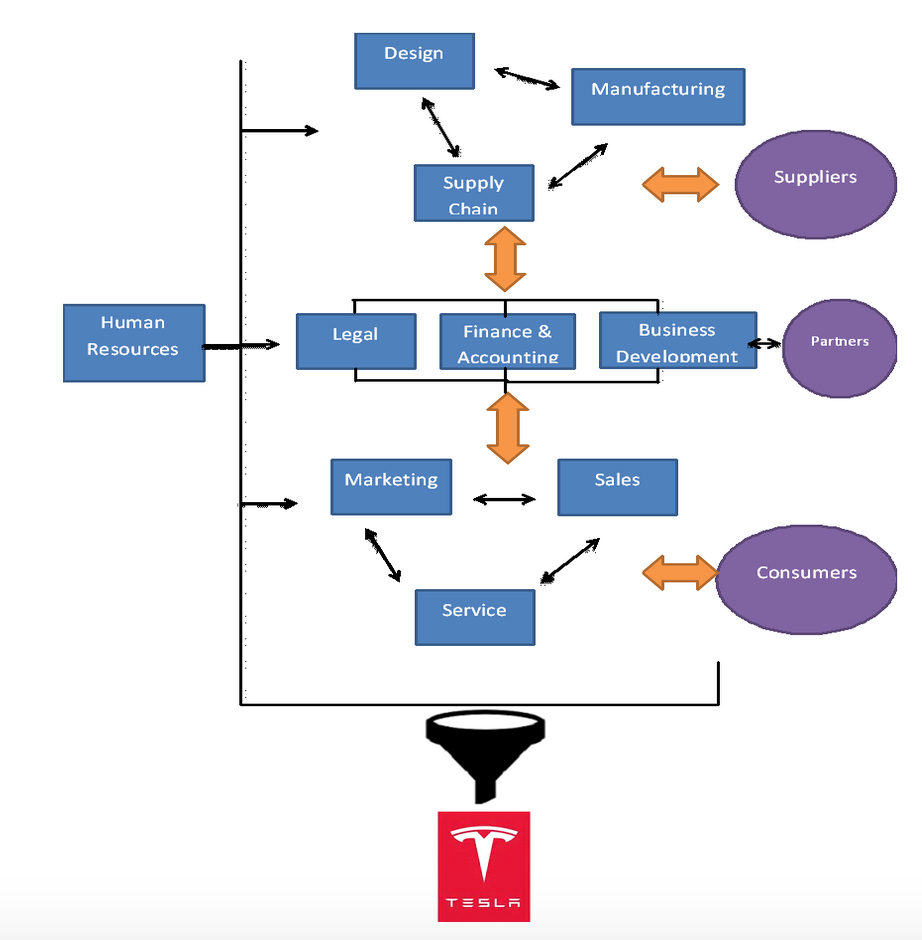 Design
Manufacturing
Supply
Chain
Suppliers
Human
Resources
Legal
Finance &
Accounting
Business
Development
Partners
Marketing
Sales
Consumers
Service
TESLA